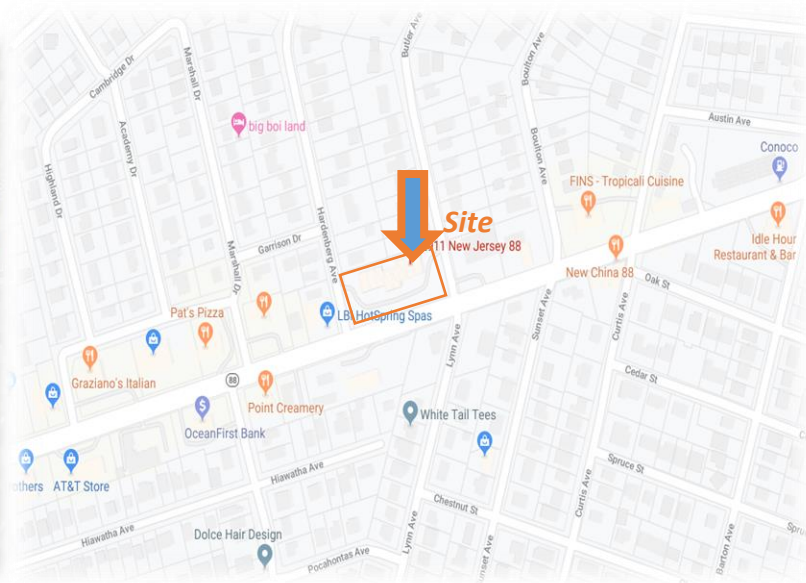 Butler Ave
Boulton Ave
Cambridge Dr
Marshall Dr
big boi land
Academy Dr
Austin Ave
Conoco
Boulton Ave
FINS - Tropicali Cuisine
Highland Dr
Hardenberg Ave
Site
Garrison Dr
11 New Jersey 88
Idle Hour
Restaurant & Bar
Marshall Dr
New China 88
Oak St
Pat's Pizza
LBI HotSpring Spas
Sunset Ave
Curtis Ave
Lynn Ave
88
Graziano's Italian
Cedar St
Point Creamery
White Tail Tees
OceanFirst Bank
Hiawatha Ave
Spruce St
thers
AT&T Store
Curtis Ave
Chestnut St
Hiawatha Ave
Dolce Hair Design
Lynn Ave
Pocahontas Ave
nset Ave
Barton Ave
Spru